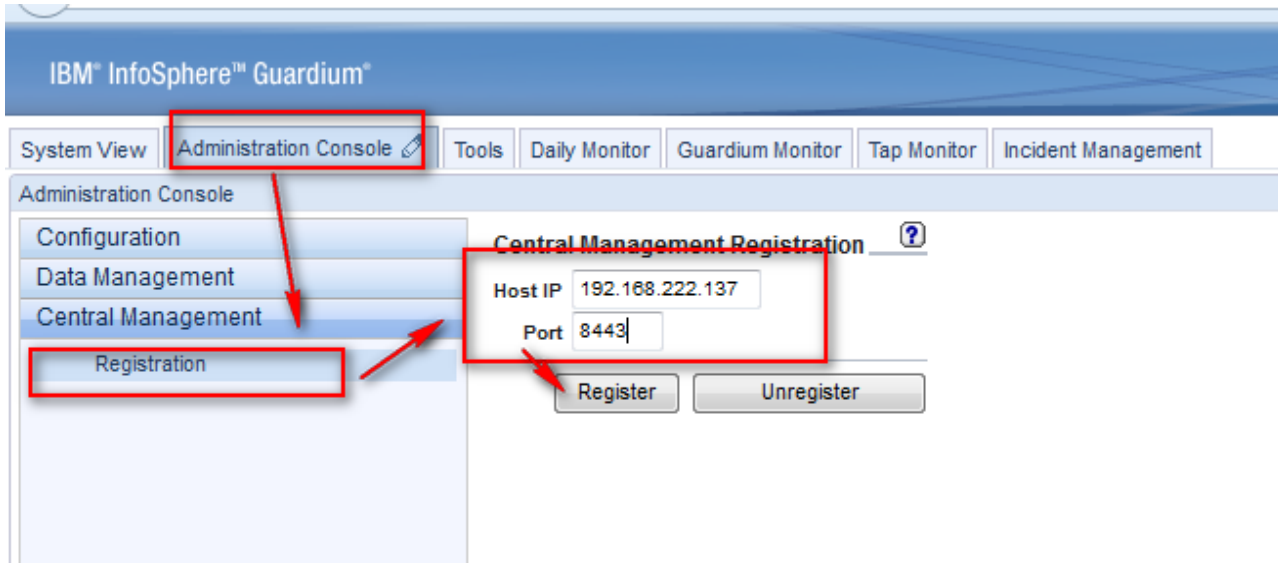 IBM® InfoSphere™ Guardium®
System View Administration Console Tools Daily Monitor Guardium Monitor Tap Monitor Incident Management
Administration Console
Configuration
Data Management
Central Management
Registration
Central Management Registration ?
Host IP 192.168.222.137
Port 8443
Register Unregister